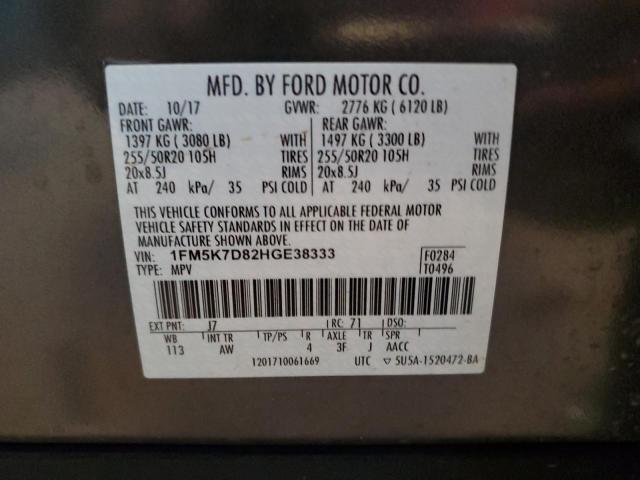 MFD. BY FORD MOTOR CO.
DATE: 10/17 GVWR: 2776 KG ( 6120 LB)
FRONT GAWR: REAR GAWR:
1397 KG ( 3080 LB) WITH 1497 KG ( 3300 LB) WITH
255/50R20 105H TIRES 255/50R20 105H TIRES
20x8.5J RIMS 20x8.5J RIMS
AT 240 kPa/ 35 PSI COLD AT 240 kPa/ 35 PSI COLD
THIS VEHICLE CONFORMS TO ALL APPLICABLE FEDERAL MOTOR
VEHICLE SAFETY STANDARDS IN EFFECT ON THE DATE OF
MANUFACTURE SHOWN ABOVE.
VIN: 1FM5K7D82HGE38333 F0284
TYPE: MPV T0496
EXT PNT: J7 RC: 71 DSO:
WB INT TR TP/PS R AXLE TR SPR
113 AW 4 3F J AACC
1201710061669 UTC ▽ 5U5A-1520472-BA